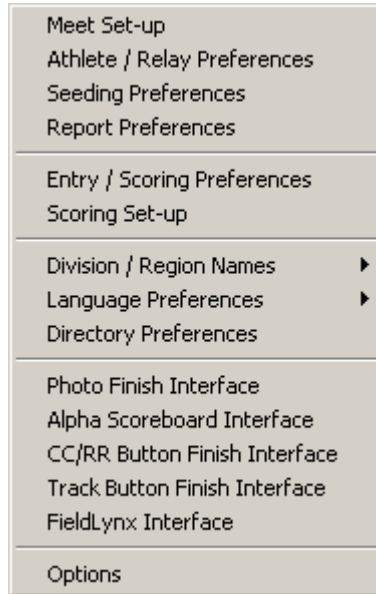 Meet Set-up
Athlete / Relay Preferences
Seeding Preferences
Report Preferences
Entry / Scoring Preferences
Scoring Set-up
Division / Region Names
Language Preferences
Directory Preferences
Photo Finish Interface
Alpha Scoreboard Interface
CC/RR Button Finish Interface
Track Button Finish Interface
FieldLynx Interface
Options